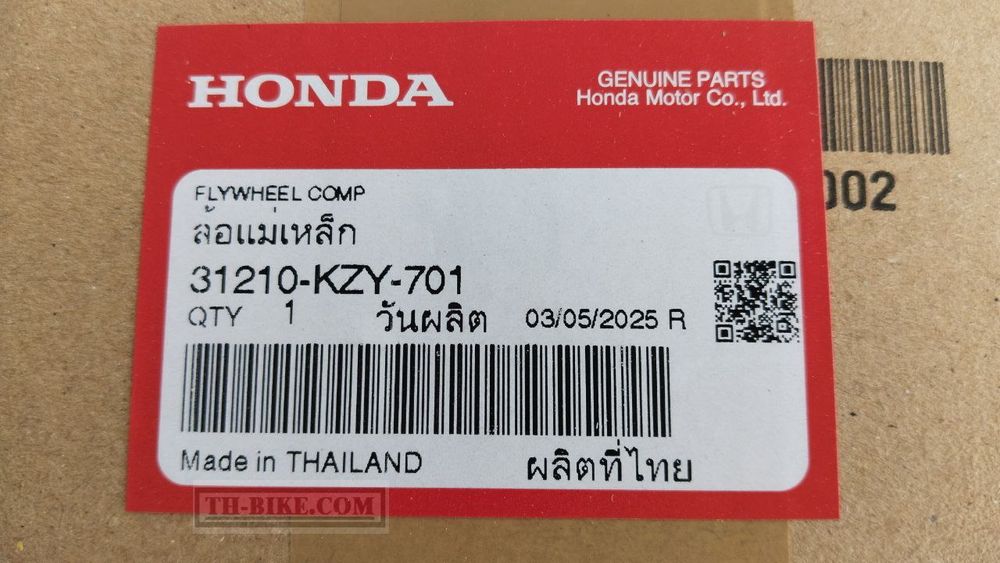 HONDA
GENUINE PARTS
Honda Motor Co., Ltd.
002
FLYWHEEL COMP
ล้อแม่เหล็ก
31210-KZY-701
QTY 1 วันผลิต 03/05/2025 R
Made in THAILAND ผลิตที่ไทย
TH-BIKE.COM